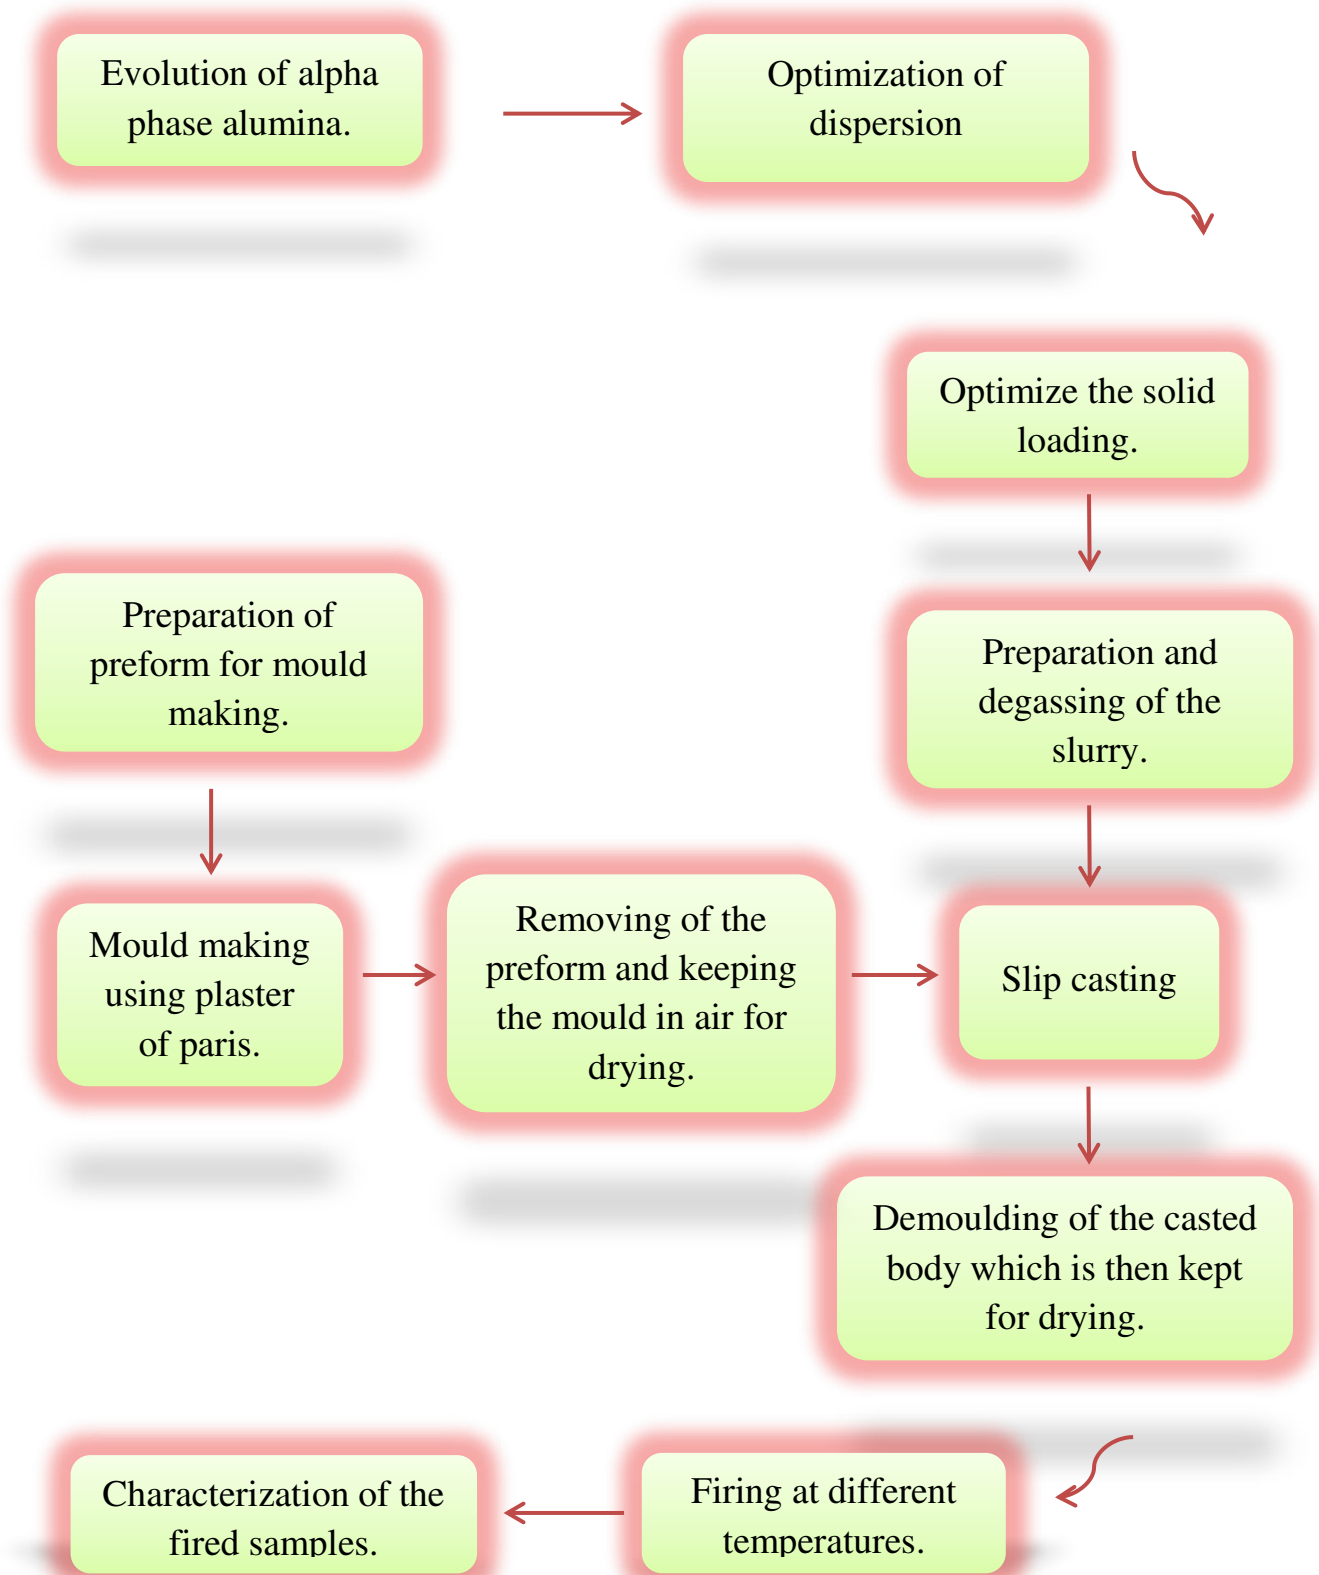 Evolution of alpha
phase alumina.
Optimization of
dispersion
Optimize the solid
loading.
Preparation of
preform for mould
making.
Preparation and
degassing of the
slurry.
Mould making
using plaster
of paris.
Removing of the
preform and keeping
the mould in air for
drying.
Slip casting
Demoulding of the casted
body which is then kept
for drying.
Characterization of the
fired samples.
Firing at different
temperatures.